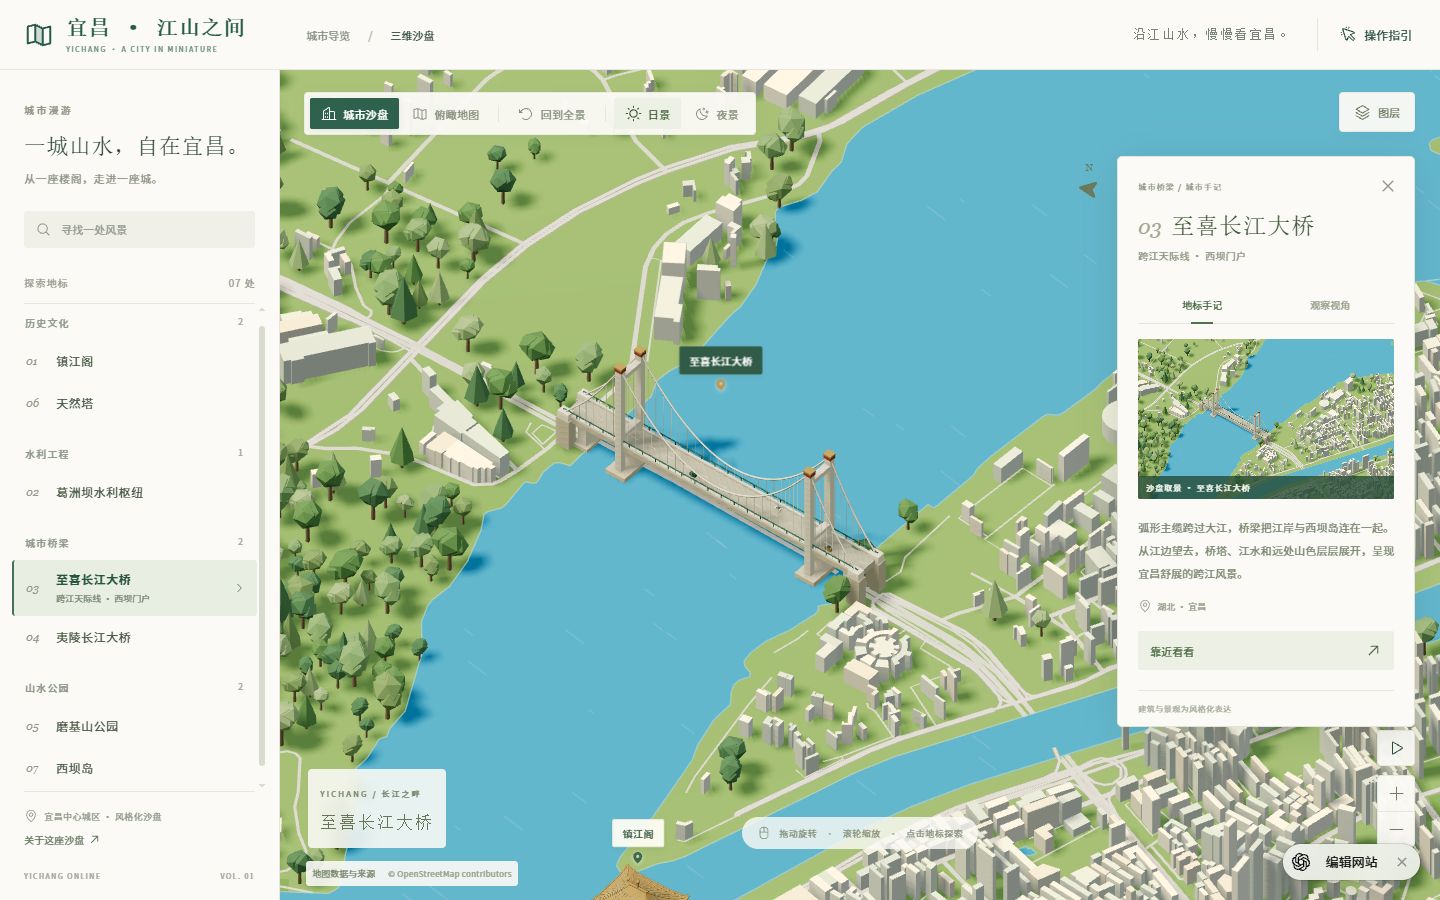 宜昌 • 江山之间
YICHANG • A CITY IN MINIATURE
城市导览 / 三维沙盘
沿江山水，慢慢看宜昌。
操作指引
城市漫游
一城山水，自在宜昌。
从一座楼阁，走进一座城。
寻找一处风景
探索地标 07 处
历史文化 2
01 镇江阁
06 天然塔
水利工程 1
02 葛洲坝水利枢纽
城市桥梁 2
03 至喜长江大桥
跨江天际线 • 西坝门户
04 夷陵长江大桥
山水公园 2
05 磨基山公园
07 西坝岛
宜昌中心城区 • 风格化沙盘
关于这座沙盘
YICHANG ONLINE VOL. 01
城市沙盘 俯瞰地图 回到全景 日景 夜景
图层
N
至喜长江大桥
镇江阁
YICHANG / 长江之畔
至喜长江大桥
地图数据与来源 © OpenStreetMap contributors
拖动旋转 · 滚轮缩放 · 点击地标探索
城市桥梁 / 城市手记
03 至喜长江大桥
跨江天际线 • 西坝门户
地标手记 观察视角
沙盘取景 • 至喜长江大桥
弧形主缆跨过大江，桥梁把江岸与西坝岛连在一起。
从江边望去，桥塔、江水和远处山色层层展开，呈现
宜昌舒展的跨江风景。
湖北 • 宜昌
靠近看看
建筑与景观为风格化表达
编辑网站